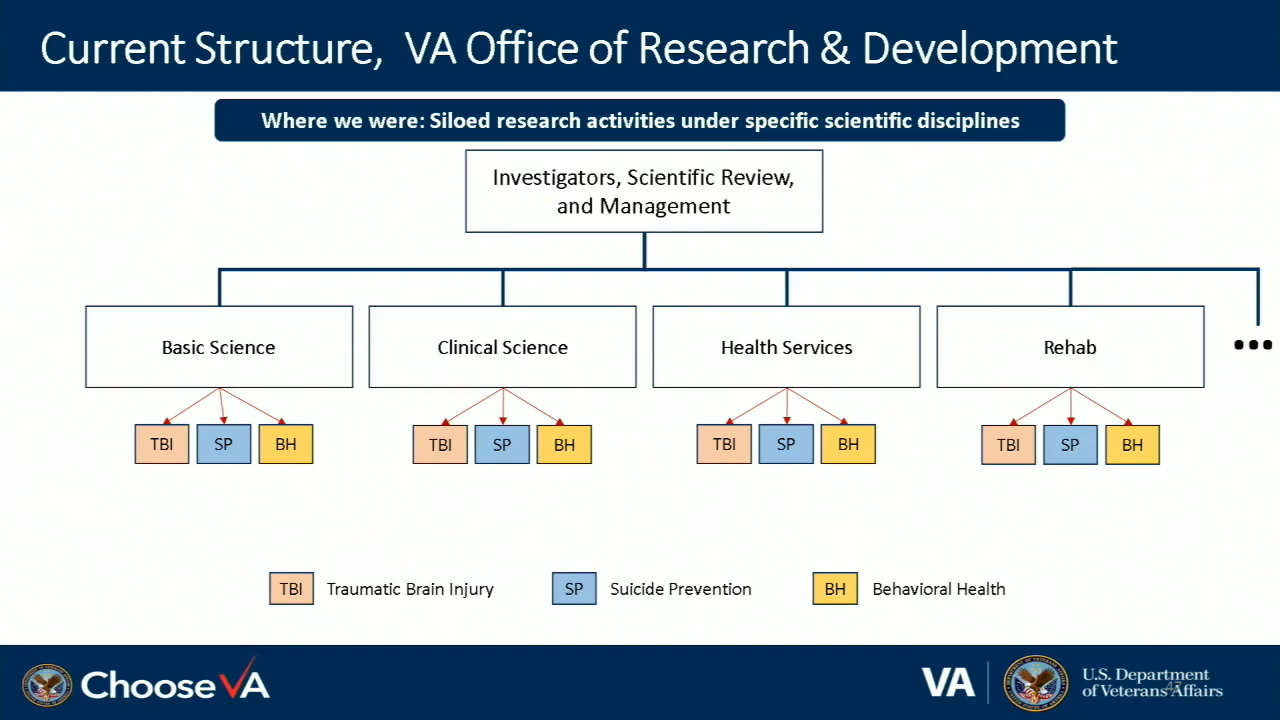 Current Structure,  VA Office of Research & Development
Where we were: Siloed research activities under specific scientific disciplines
Investigators, Scientific Review,
and Management
Basic Science
Clinical Science
Health Services
Rehab
•••
TBI SP BH
TBI SP BH
TBI SP BH
TBI SP BH
TBI Traumatic Brain Injury
SP Suicide Prevention
BH Behavioral Health
Choose VA
VA
U.S. Department
of Veterans Affairs